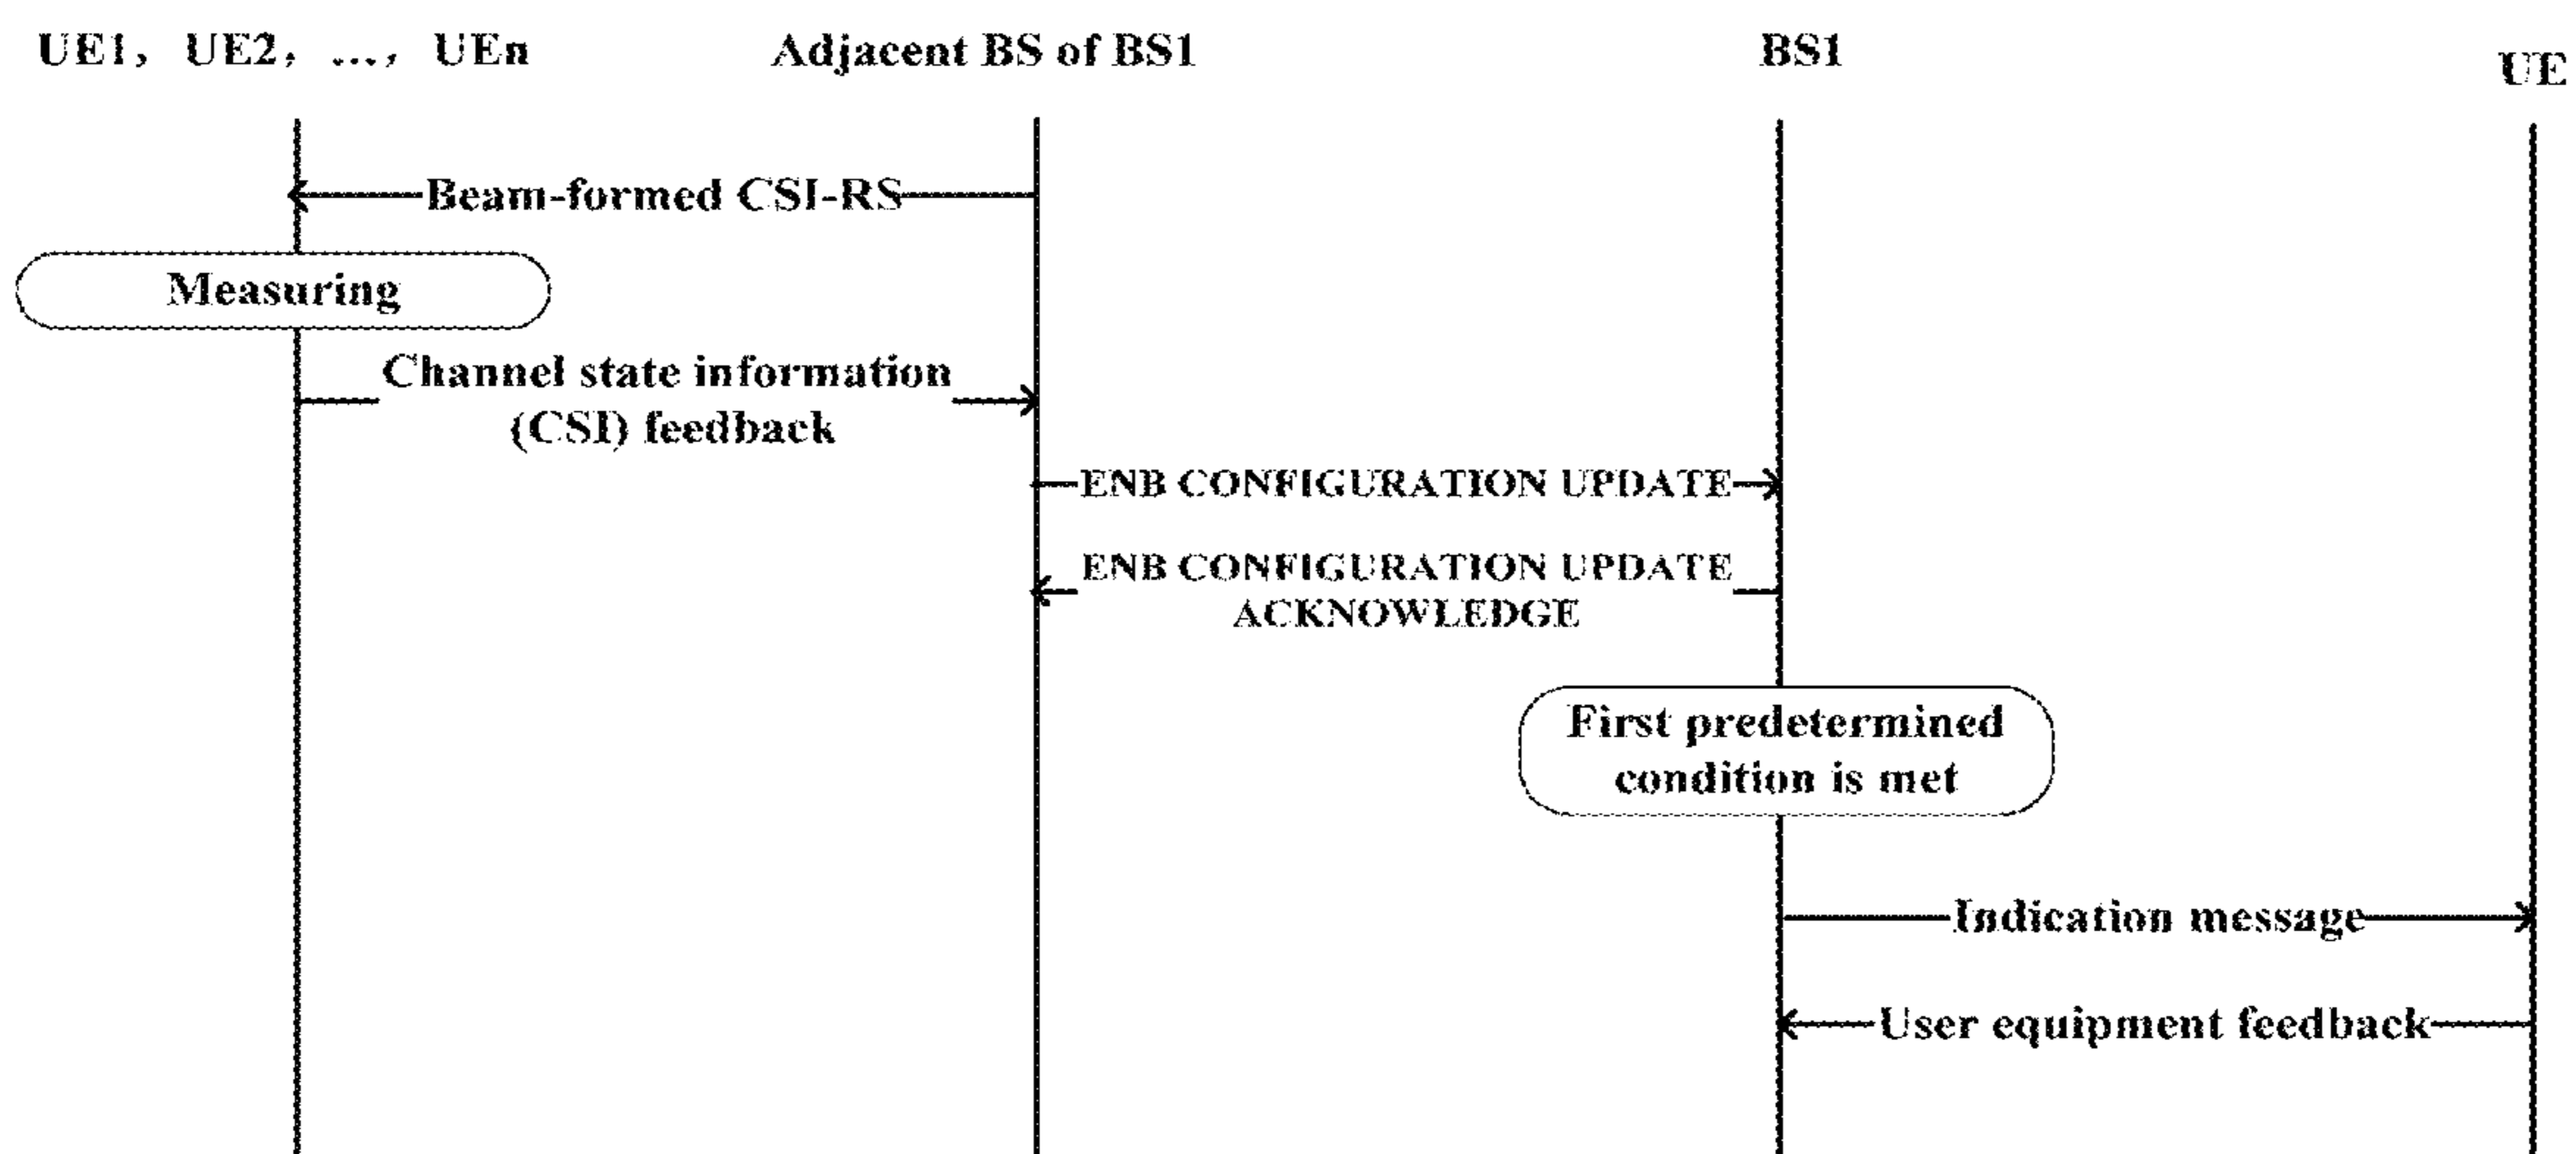 UE1, UE2, ..., UEn
Adjacent BS of BS1
BS1
UE
Beam-formed CSI-RS
Measuring
Channel state information
(CSI) feedback
ENB CONFIGURATION UPDATE
ENB CONFIGURATION UPDATE
ACKNOWLEDGE
First predetermined
condition is met
Indication message
User equipment feedback